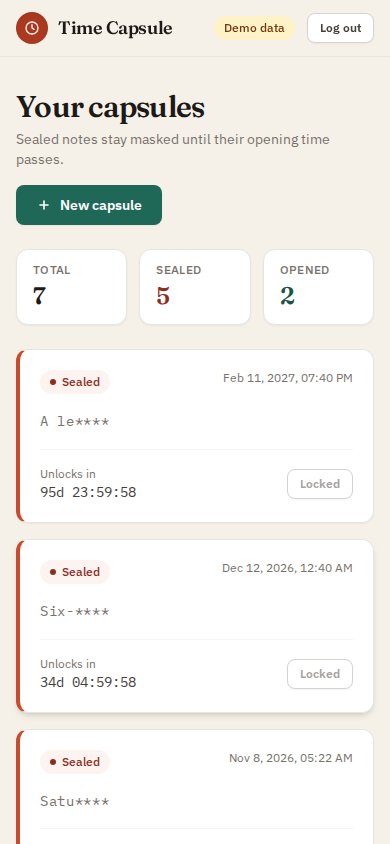 Time Capsule
Demo data
Log out
Your capsules
Sealed notes stay masked until their opening time
passes.
+ New capsule
TOTAL
7
SEALED
5
OPENED
2
Sealed
Feb 11, 2027, 07:40 PM
A le****
Unlocks in
95d 23:59:58
Locked
Sealed
Dec 12, 2026, 12:40 AM
Six-****
Unlocks in
34d 04:59:58
Locked
Sealed
Nov 8, 2026, 05:22 AM
Satu****